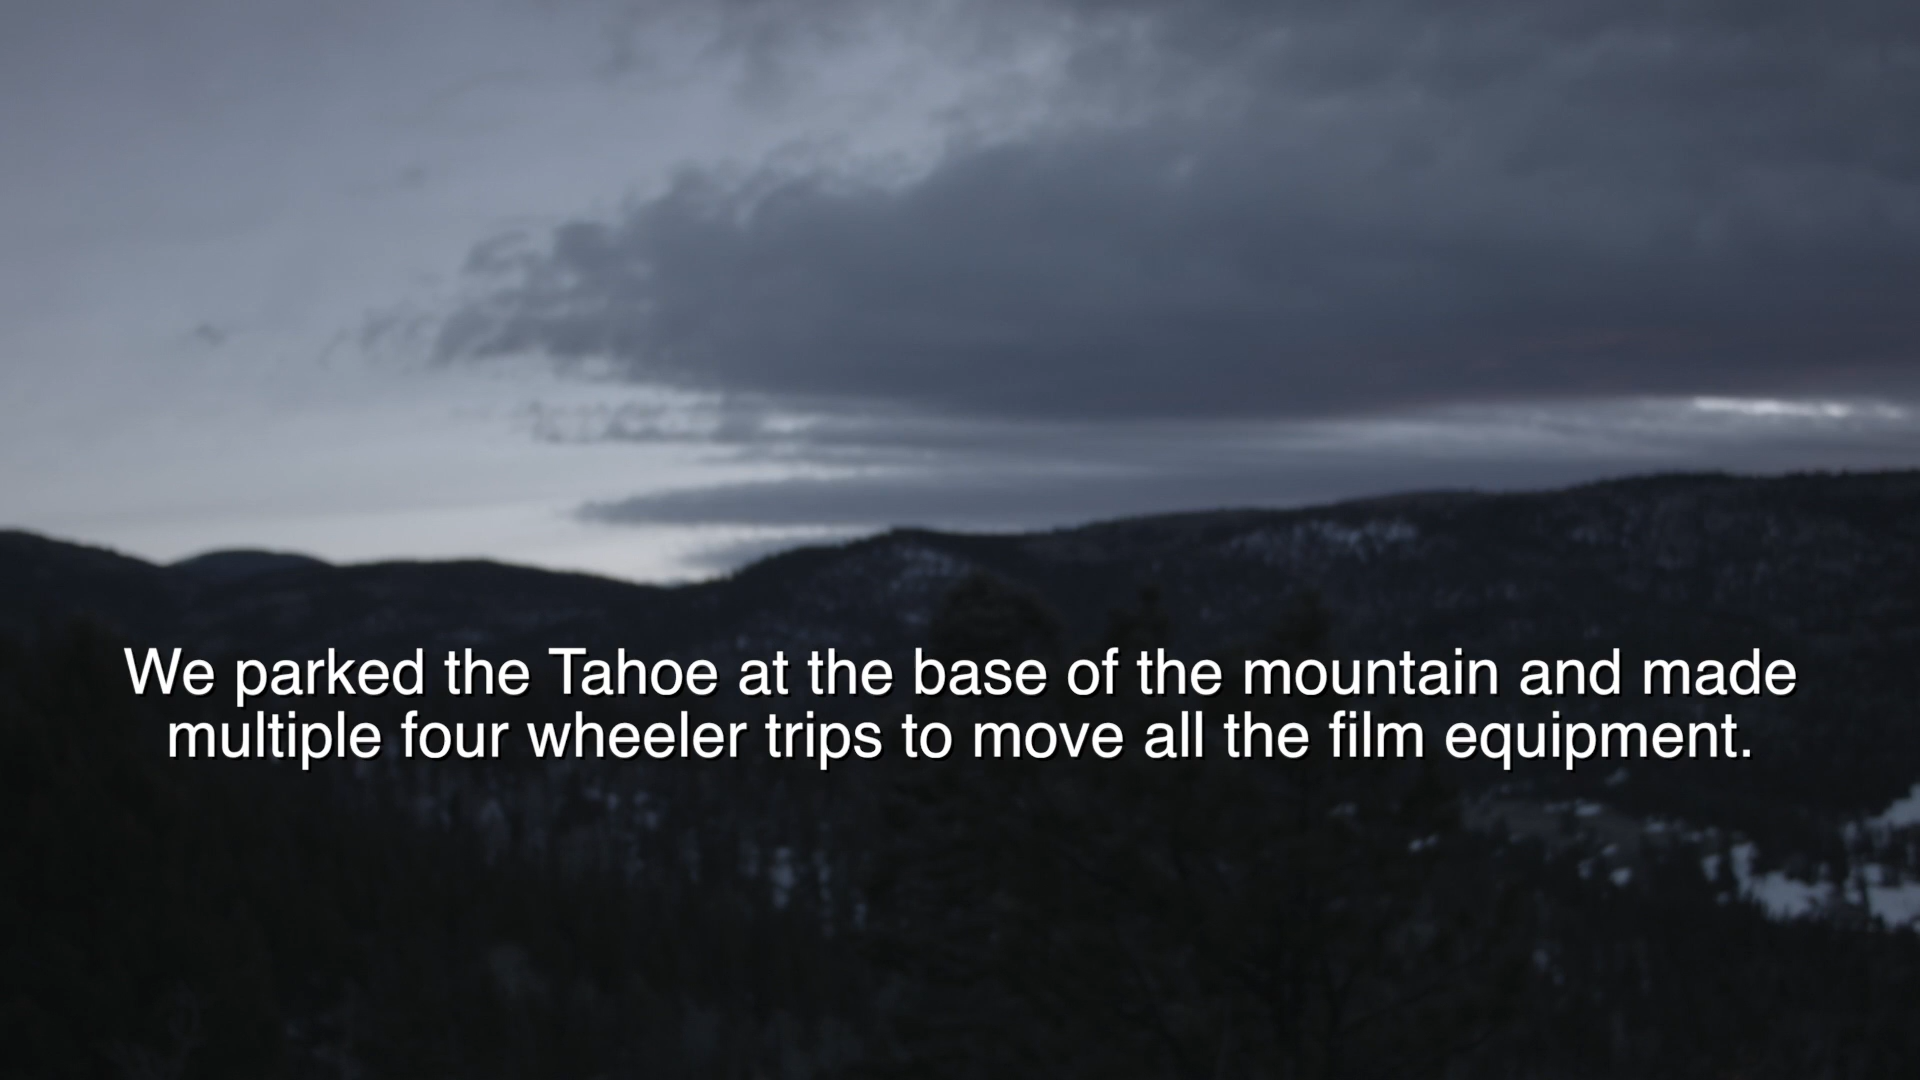 We parked the Tahoe at the base of the mountain and made
multiple four wheeler trips to move all the film equipment.